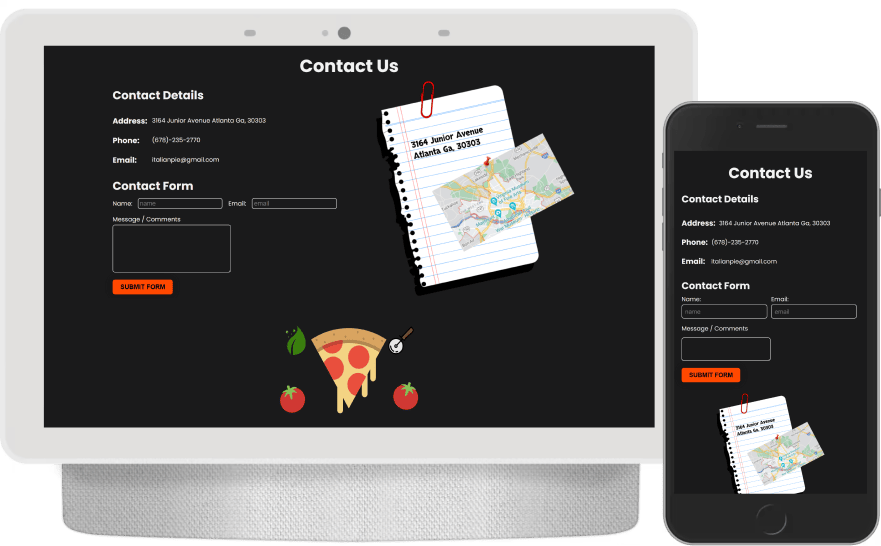 Contact Us
Contact Details
Address: 3164 Junior Avenue Atlanta Ga, 30303
Phone: (678)-235-2770
Email: italianpie@gmail.com
Contact Form
Name: name Email: email
Message / Comments
SUBMIT FORM
3164 Junior Avenue
Atlanta Ga, 30303
Contact Us
Contact Details
Address: 3164 Junior Avenue Atlanta Ga, 30303
Phone: (678)-235-2770
Email: italianpie@gmail.com
Contact Form
Name: Email:
name email
Message / Comments
SUBMIT FORM
3164 Junior Avenue
Atlanta Ga, 30303